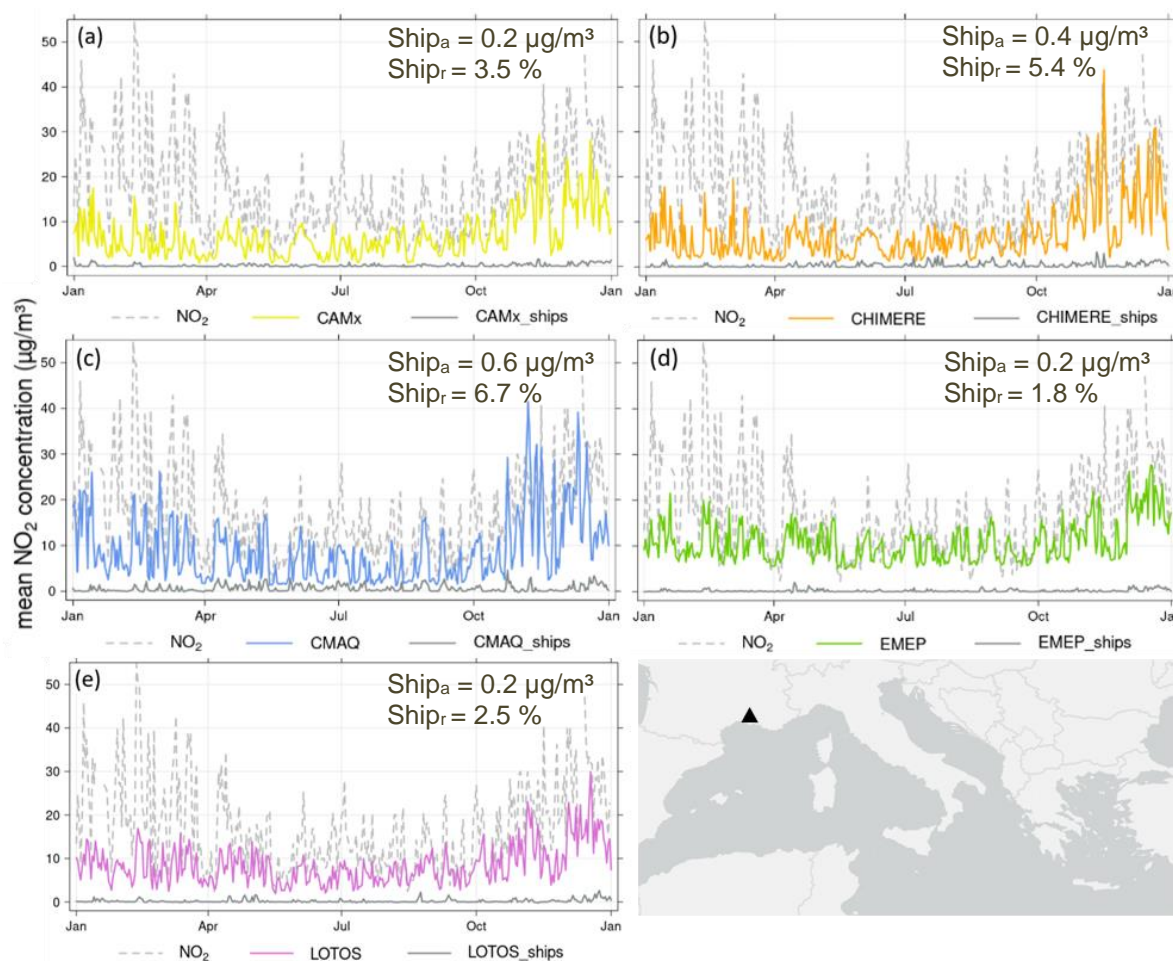 (a)
Shipₐ = 0.2 µg/m³
Shipᵣ = 3.5 %
50
40
30
20
10
0
Jan Apr Jul Oct Jan
NO₂ CAMx CAMx_ships
(b)
Shipₐ = 0.4 µg/m³
Shipᵣ = 5.4 %
Jan Apr Jul Oct Jan
NO₂ CHIMERE CHIMERE_ships
mean NO₂ concentration (µg/m³)
(c)
Shipₐ = 0.6 µg/m³
Shipᵣ = 6.7 %
50
40
30
20
10
0
Jan Apr Jul Oct Jan
NO₂ CMAQ CMAQ_ships
(d)
Shipₐ = 0.2 µg/m³
Shipᵣ = 1.8 %
Jan Apr Jul Oct Jan
NO₂ EMEP EMEP_ships
(e)
Shipₐ = 0.2 µg/m³
Shipᵣ = 2.5 %
50
40
30
20
10
0
Jan Apr Jul Oct Jan
NO₂ LOTOS LOTOS_ships